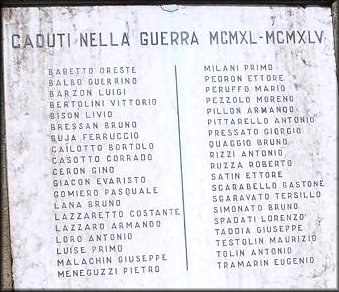 CADUTI NELLA GUERRA MCMXL-MCMXLV
BABETTO ORESTE
BALBO GUERRINO
BARZON LUIGI
BERTOLINI VITTORIO
BISON LIVIO
BRESSAN BRUNO
BUJA FERRUCCIO
CAILOTTO BORTOLO
CASOTTO CORRADO
CERON GINO
GIACON EVARISTO
GOMIERO PASQUALE
LANA BRUNO
LAZZARETTO COSTANTE
LAZZARO ARMANDO
LORO ANTONIO
LUISE PRIMO
MALACHIN GIUSEPPE
MENEGUZZI PIETRO
MILANI PRIMO
PEDRON ETTORE
PERUFFO MARIO
PEZZOLO MORENO
PILLON ARMANDO
PITTARELLO ANTONIO
PRESSATO GIORGIO
QUAGGIO BRUNO
RIZZI ANTONIO
RUZZA ROBERTO
SATIN ETTORE
SCARABELLO GASTONE
SGARAVATO TERSILLO
SIMONATO BRUNO
SPADATI LORENZO
TADDIA GIUSEPPE
TESTOLIN MAURIZIO
TOLIN ANTONIO
TRAMARIN EUGENIO